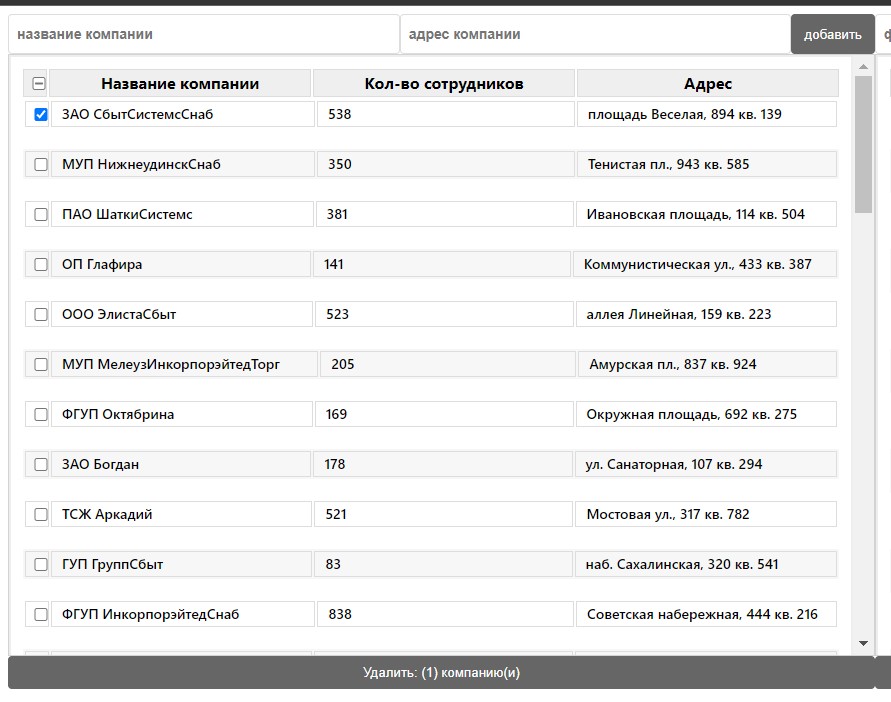 название компании адрес компании добавить
Название компании Кол-во сотрудников Адрес
ЗАО СбытСистемсСнаб 538 площадь Веселая, 894 кв. 139
МУП НижнеудинскСнаб 350 Тенистая пл., 943 кв. 585
ПАО ШаткиСистемс 381 Ивановская площадь, 114 кв. 504
ОП Глафира 141 Коммунистическая ул., 433 кв. 387
ООО ЭлистаСбыт 523 аллея Линейная, 159 кв. 223
МУП МелеузИнкорпорэйтедТорг 205 Амурская пл., 837 кв. 924
ФГУП Октябрина 169 Окружная площадь, 692 кв. 275
ЗАО Богдан 178 ул. Санаторная, 107 кв. 294
ТСЖ Аркадий 521 Мостовая ул., 317 кв. 782
ГУП ГруппСбыт 83 наб. Сахалинская, 320 кв. 541
ФГУП ИнкорпорэйтедСнаб 838 Советская набережная, 444 кв. 216
Удалить: (1) компанию(и)